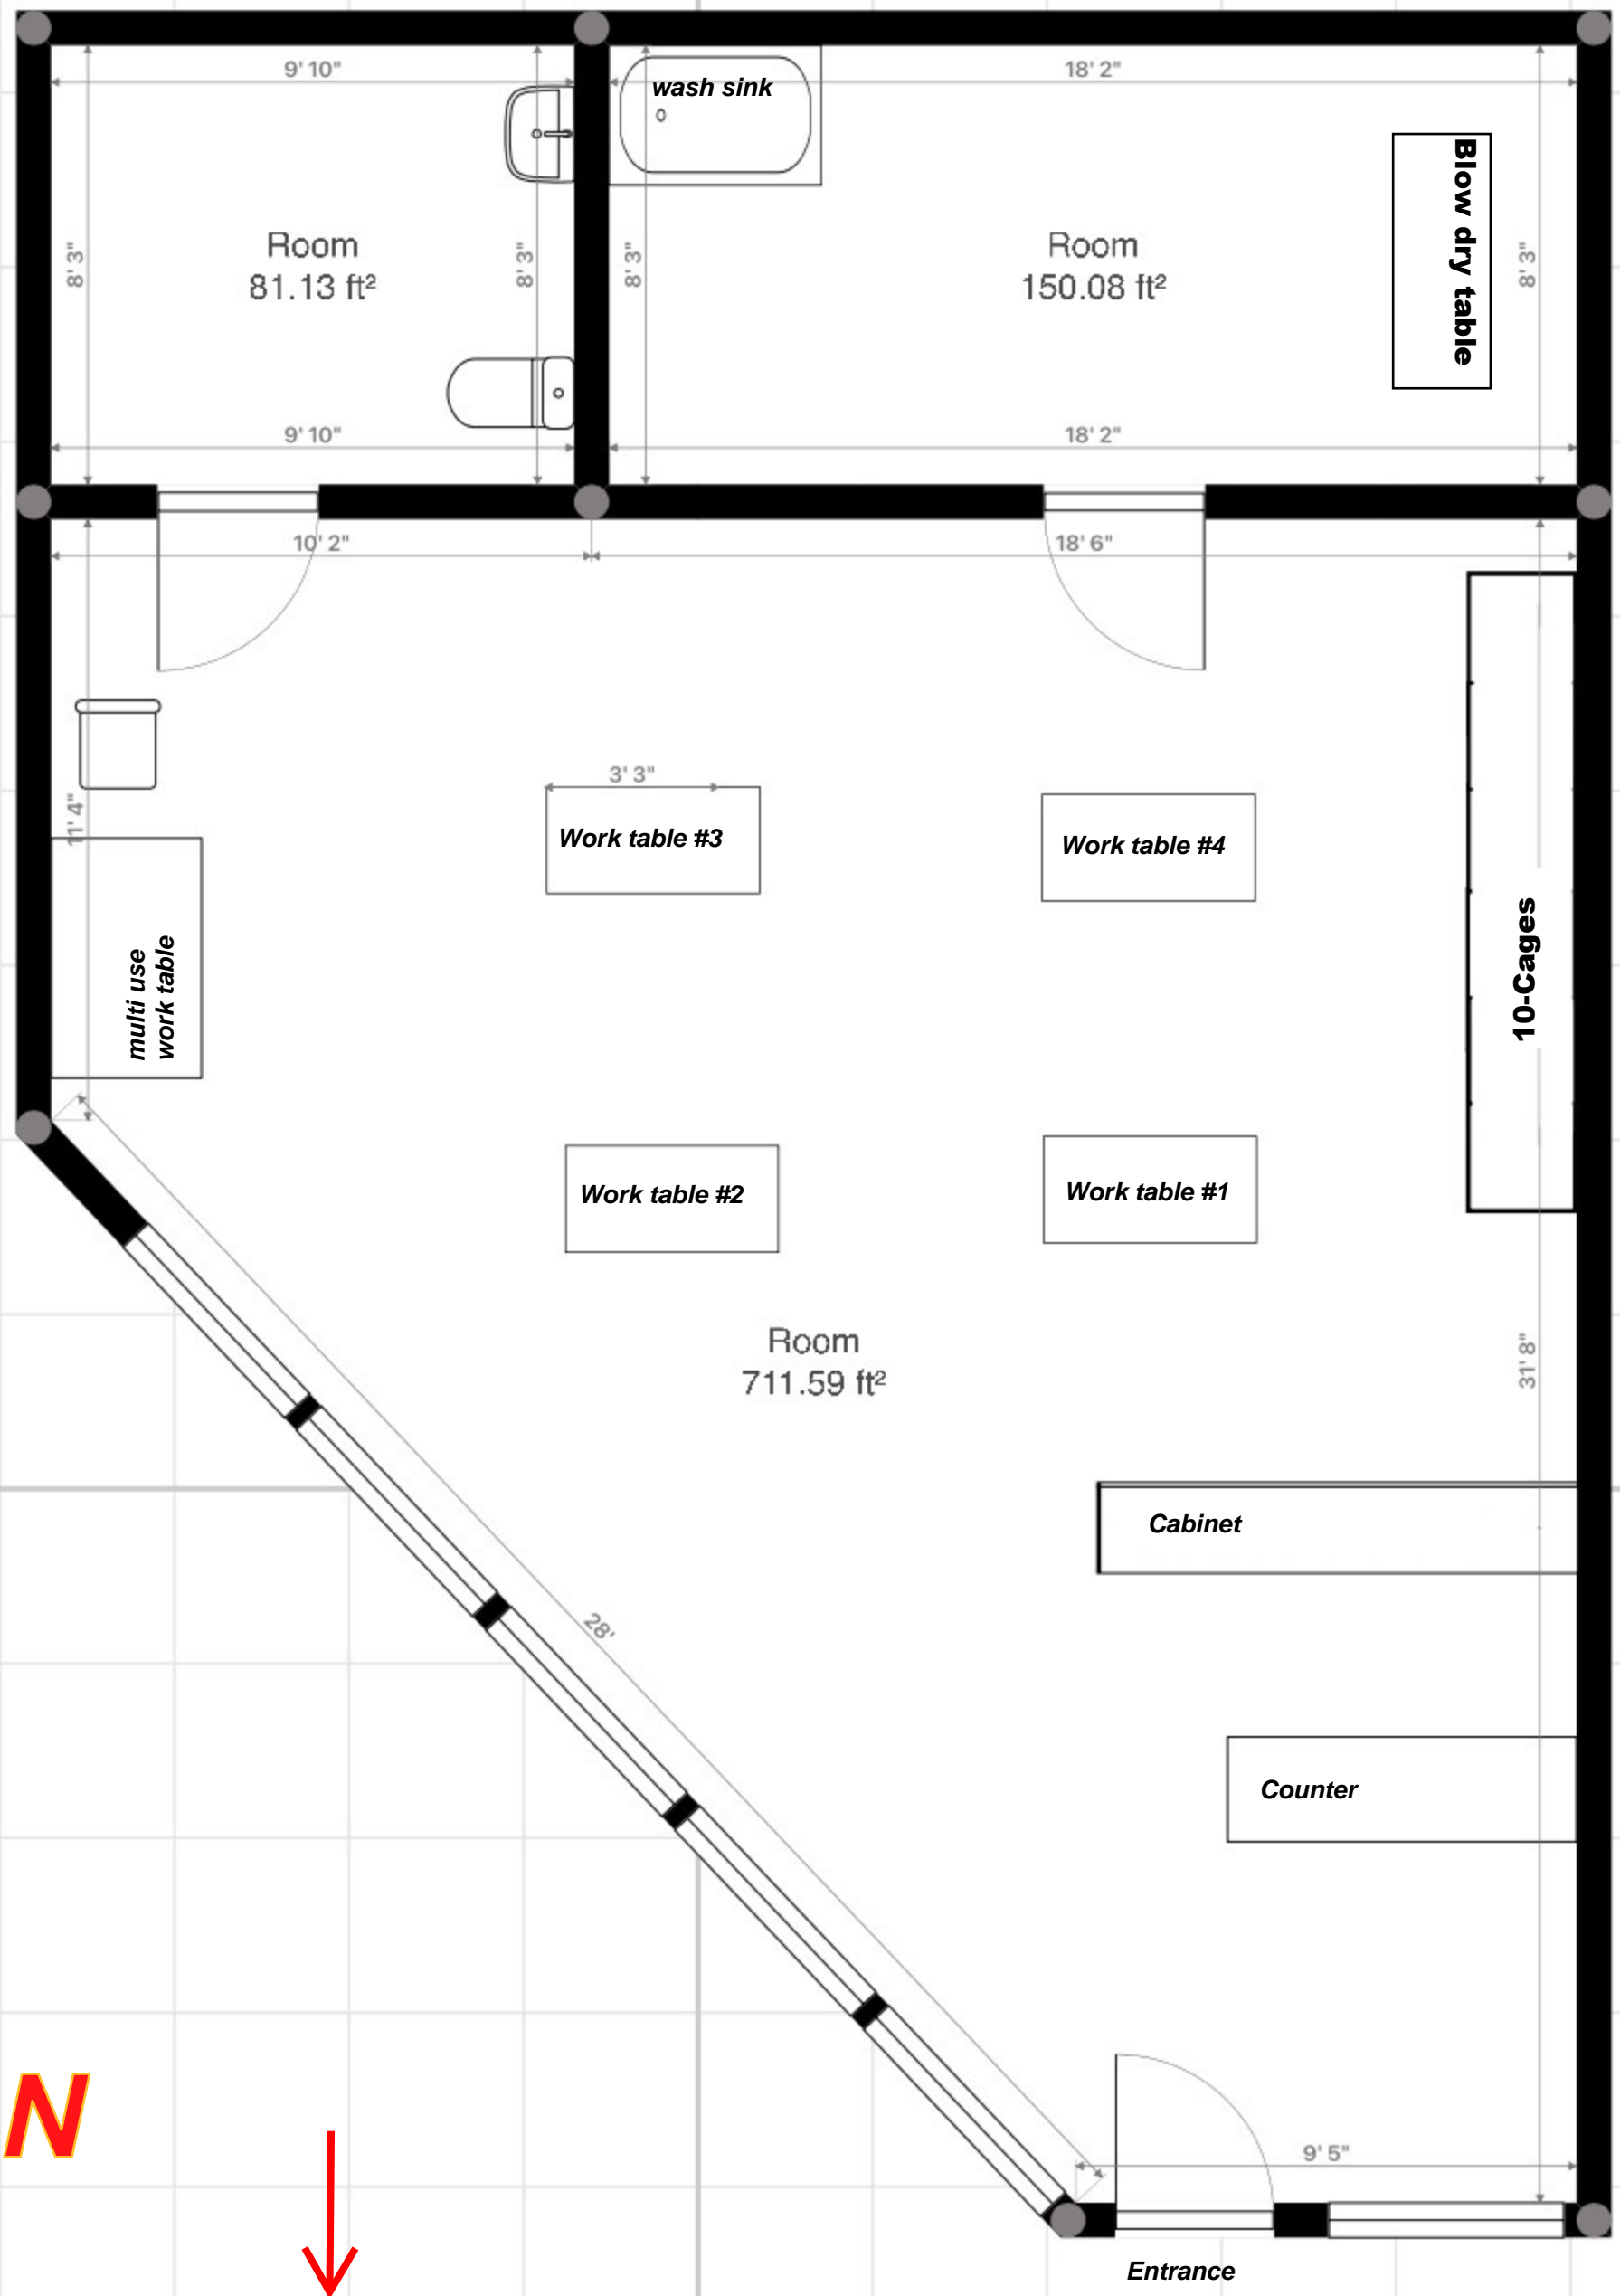 9' 10"
wash sink
18' 2"
Blow dry table
8' 3"
8' 3"
8' 3"
8' 3"
Room
81.13 ft²
Room
150.08 ft²
9' 10"
18' 2"
10' 2"
18' 6"
11' 4"
3' 3"
Work table #3
Work table #4
multi use
work table
10-Cages
Work table #2
Work table #1
Room
711.59 ft²
31' 8"
Cabinet
28'
Counter
N
9' 5"
Entrance